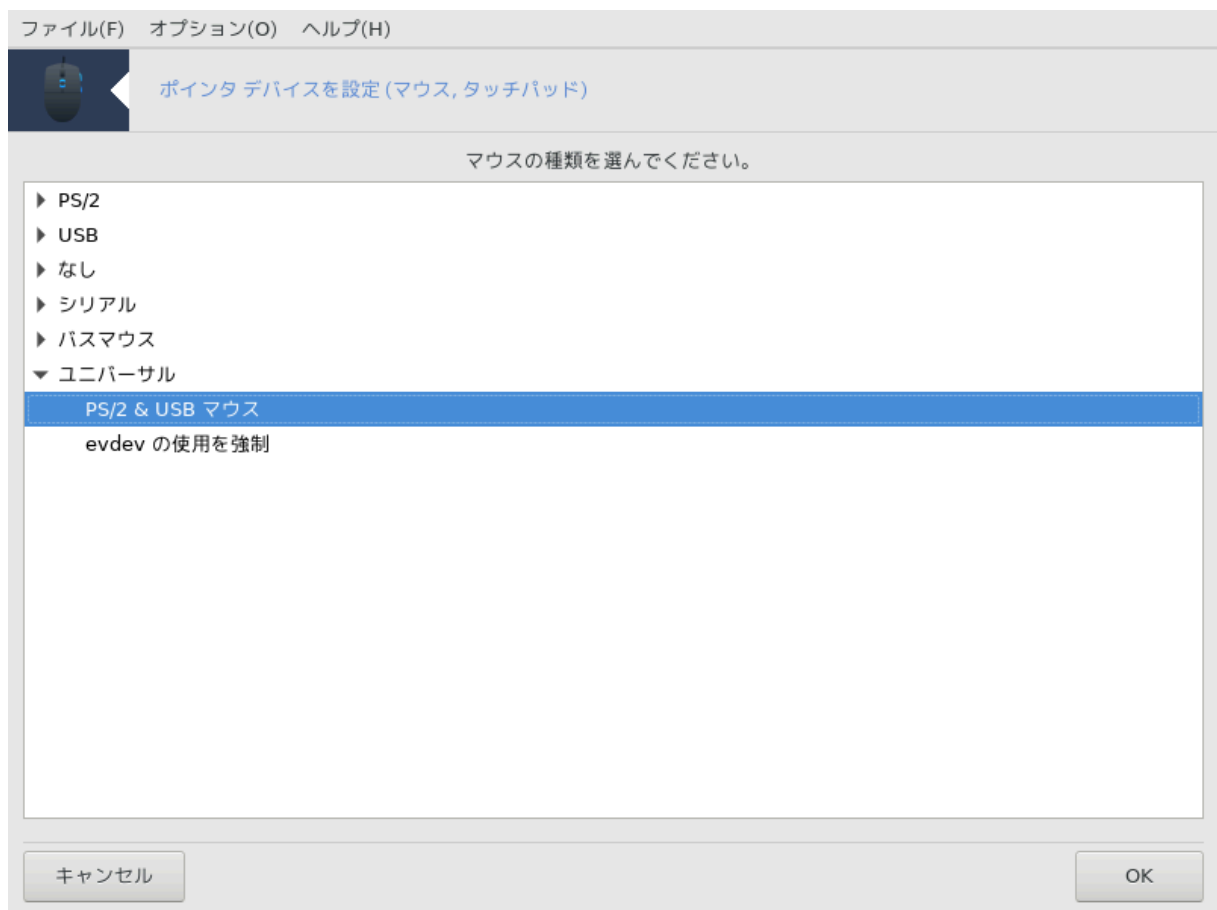 ファイル(F) オプション(O) ヘルプ(H)
ポインタ デバイスを設定 (マウス, タッチパッド)
マウスの種類を選んでください。
PS/2
USB
なし
シリアル
バスマウス
ユニバーサル
PS/2 & USB マウス
evdev の使用を強制
キャンセル OK